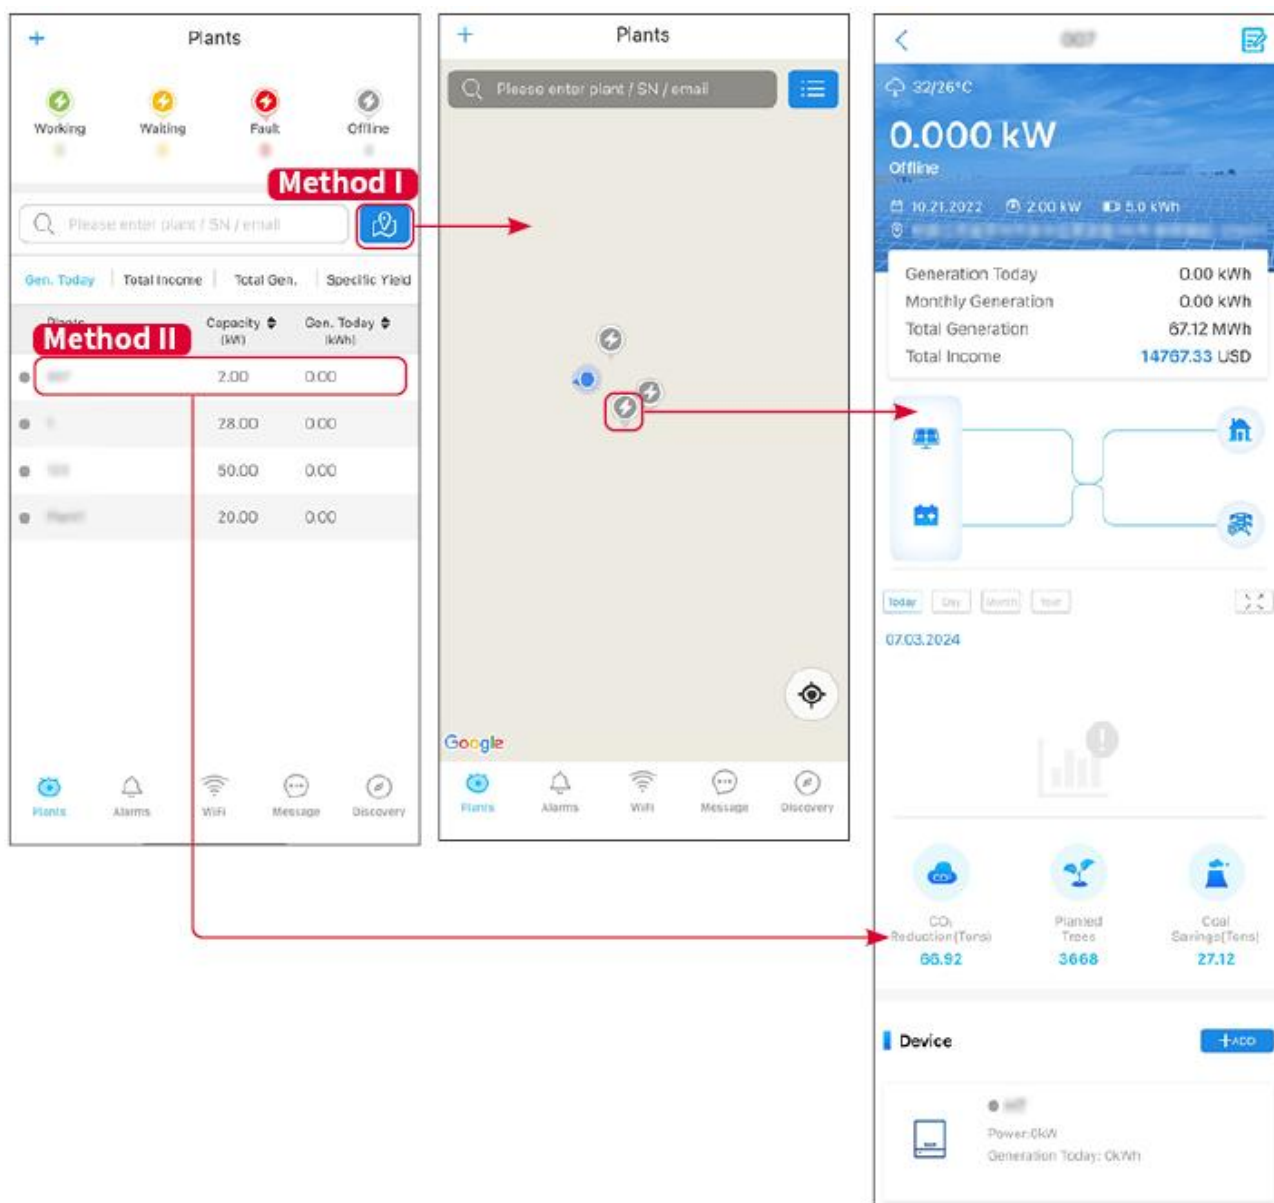 Plants
Working
Waiting
Fault
Offline
Method I
Please enter plant / SN / email
Gen. Today
Total Income
Total Gen.
Specific Yield
Plants
Capacity (kW)
Gen. Today (kWh)
Method II
2.00 0.00
28.00 0.00
50.00 0.00
20.00 0.00
Plants
Alarms
WiFi
Message
Discovery
Plants
Please enter plant / SN / email
Google
Plants
Alarms
WiFi
Message
Discovery
007
32/26°C
0.000 kW
Offline
10.21.2022 2.00 kW 5.0 kWh
Generation Today 0.00 kWh
Monthly Generation 0.00 kWh
Total Generation 67.12 MWh
Total Income 14767.33 USD
Today Day Month Year
07.03.2024
CO₂
Reduction(Tons)
66.92
Planted
Trees
3668
Coal
Savings(Tons)
27.12
Device
+ADD
Power:0kW
Generation Today: 0kWh